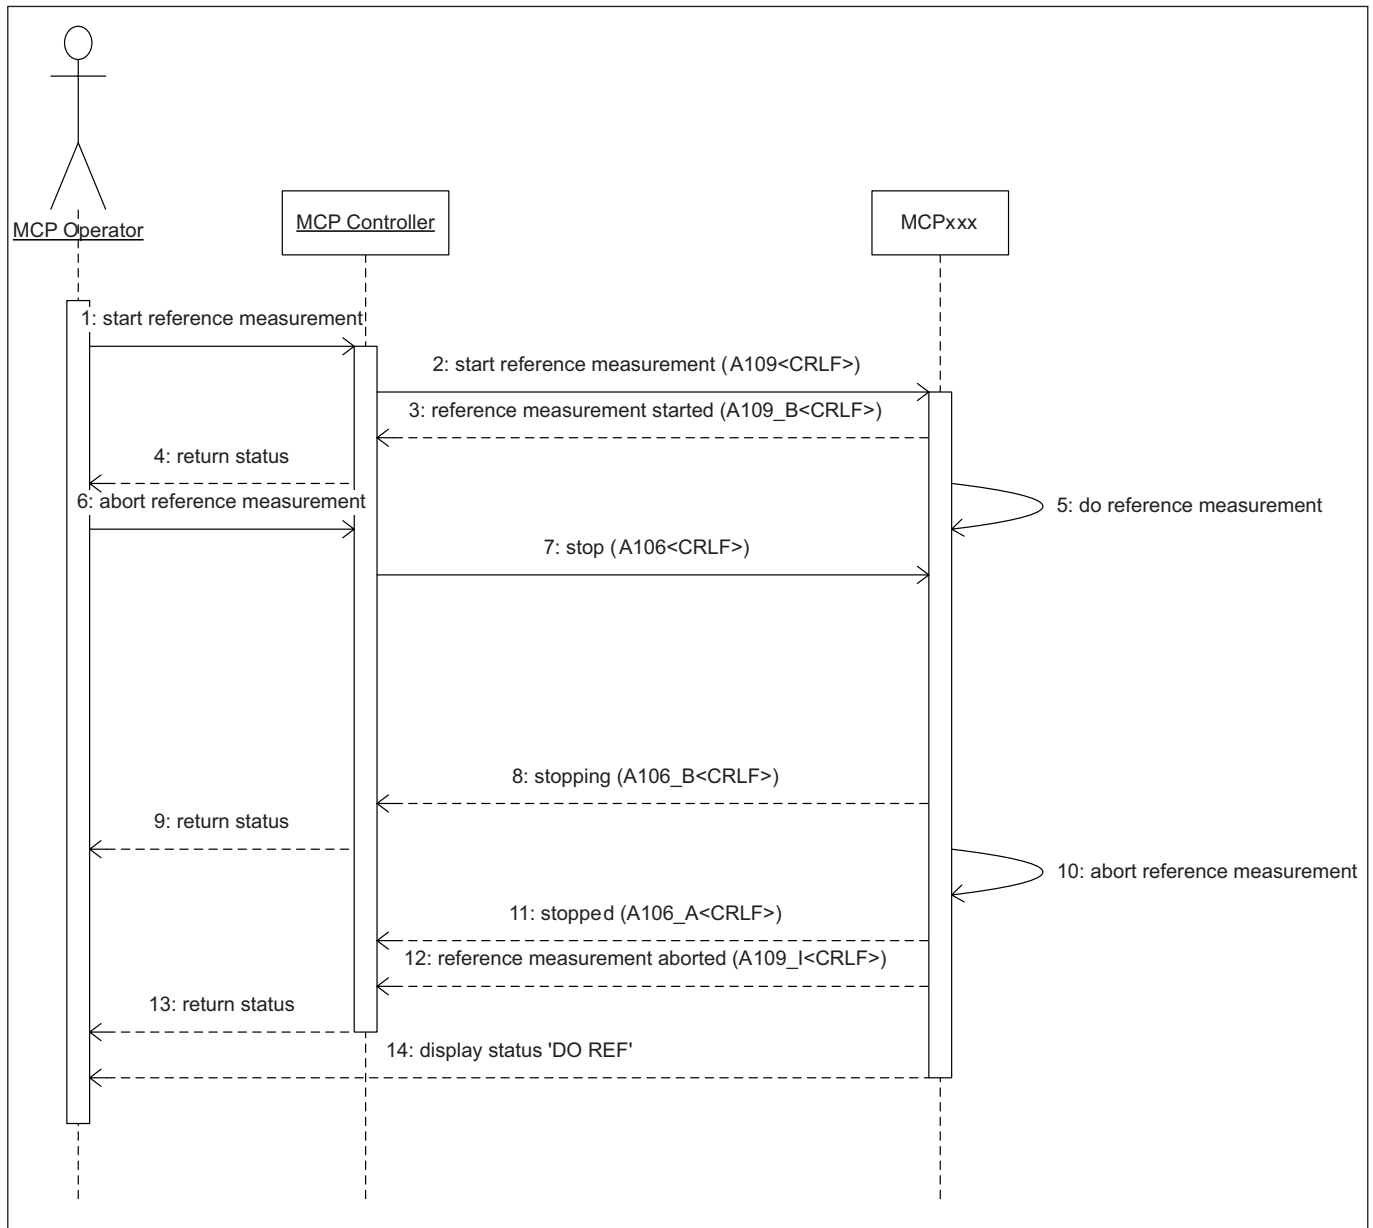 MCP Operator
MCP Controller
MCPxxx
1: start reference measurement
2: start reference measurement (A109<CRLF>)
3: reference measurement started (A109_B<CRLF>)
4: return status
5: do reference measurement
6: abort reference measurement
7: stop (A106<CRLF>)
8: stopping (A106_B<CRLF>)
9: return status
10: abort reference measurement
11: stopped (A106_A<CRLF>)
12: reference measurement aborted (A109_I<CRLF>)
13: return status
14: display status 'DO REF'